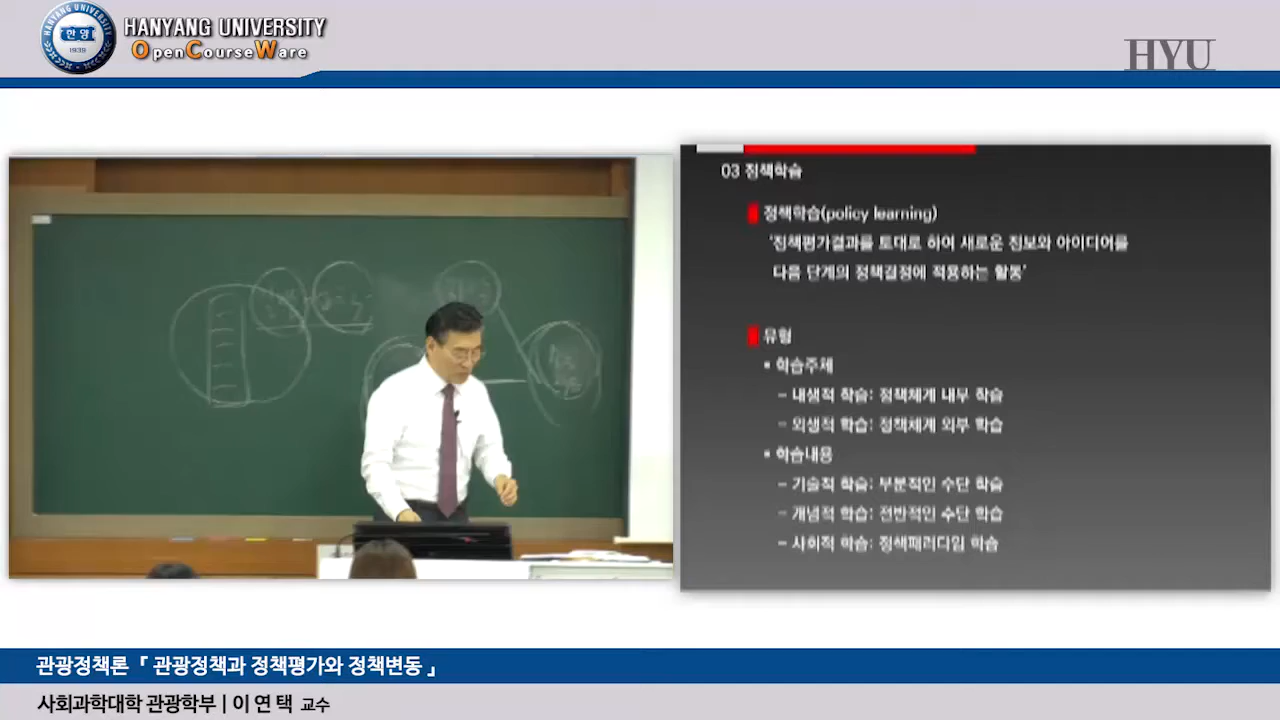 HANYANG UNIVERSITY
한양
1939
HANYANG UNIVERSITY
OpenCourseWare
HYU
03 정책학습
정책학습(policy learning)
'정책평가결과를 토대로 하여 새로운 정보와 아이디어를
다음 단계의 정책결정에 적용하는 활동'
유형
▪ 학습주체
- 내생적 학습: 정책체계 내부 학습
- 외생적 학습: 정책체계 외부 학습
▪ 학습내용
- 기술적 학습: 부분적인 수단 학습
- 개념적 학습: 전반적인 수단 학습
- 사회적 학습: 정책패러다임 학습
관광정책론 「 관광정책과 정책평가와 정책변동 」
사회과학대학 관광학부 | 이 연 택 교수